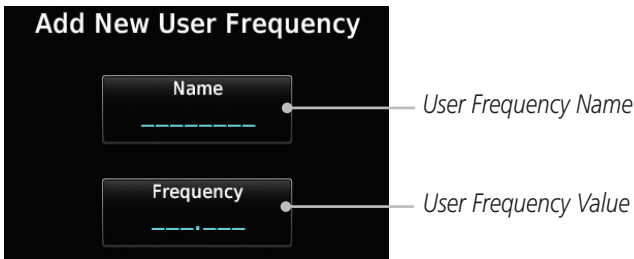 Add New User Frequency
Name
________
User Frequency Name
Frequency
___.___
User Frequency Value